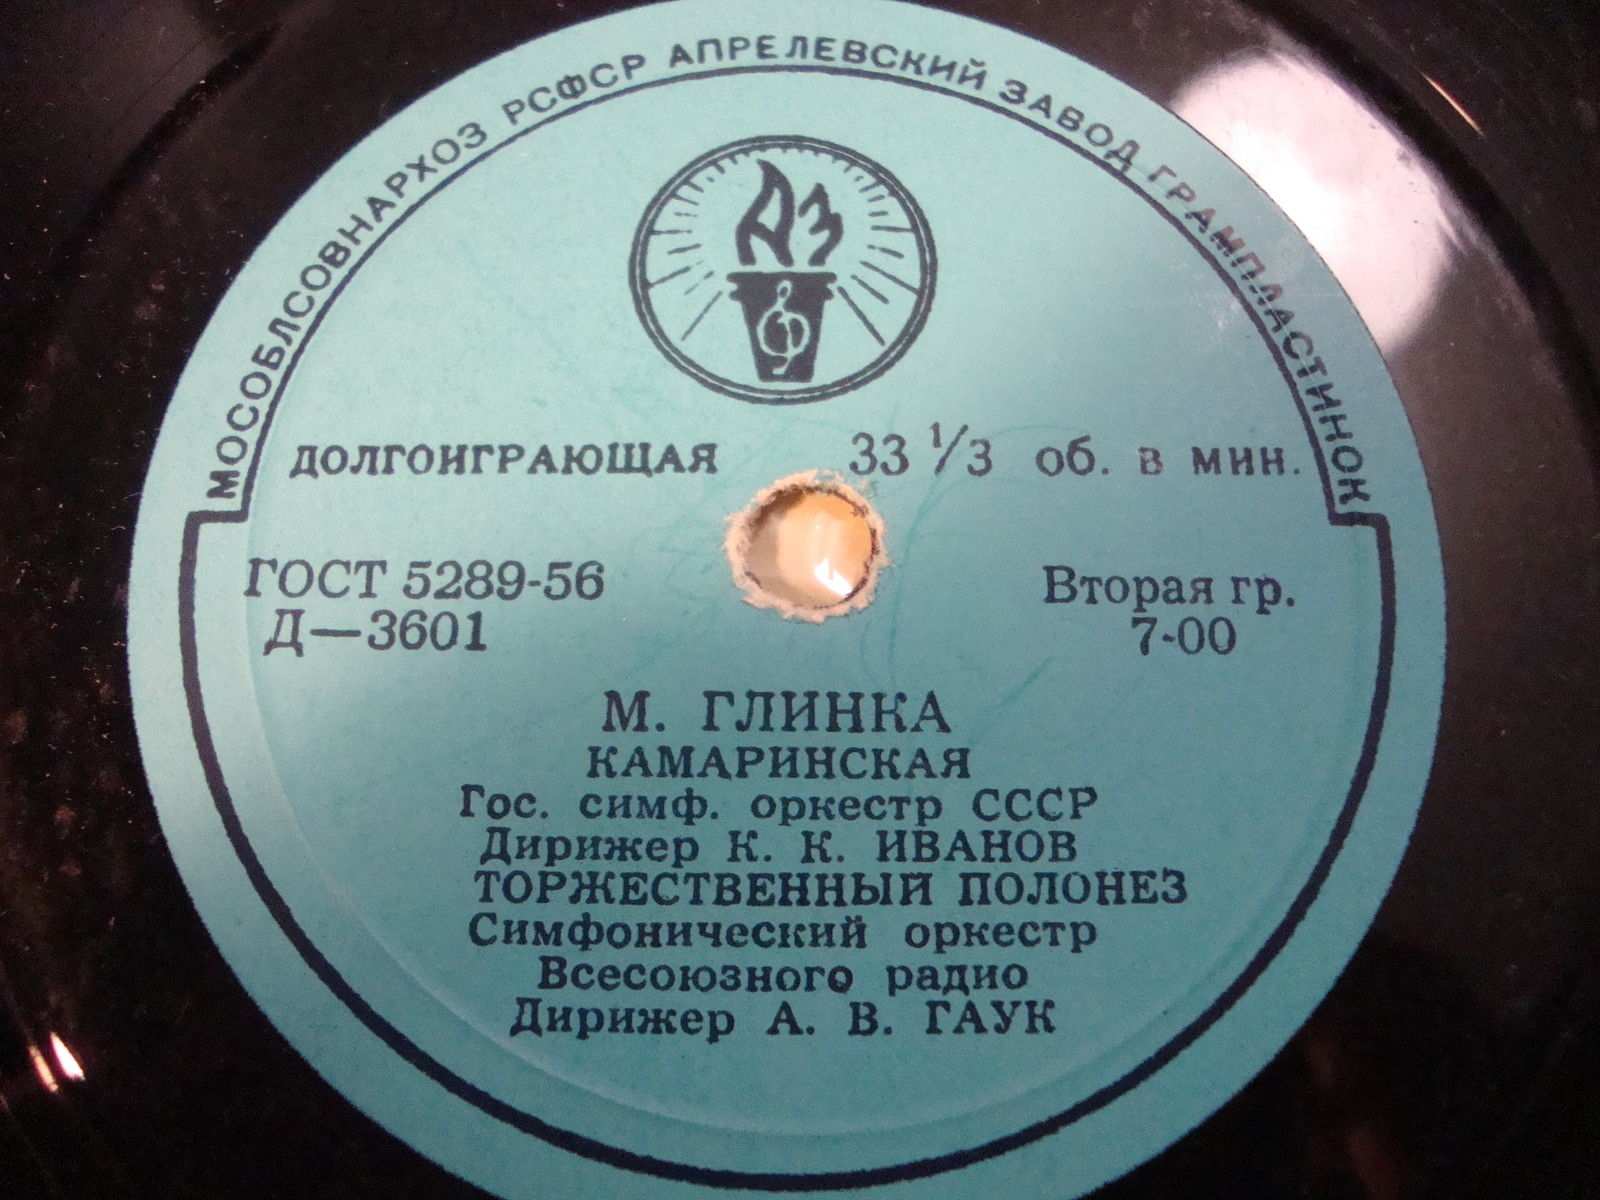 МОСОБЛСОВНАРХОЗ РСФСР АПРЕЛЕВСКИЙ ЗАВОД ГРАМПЛАСТИНОК
АЗ
ДОЛГОИГРАЮЩАЯ 33 1/3 об. в мин.
ГОСТ 5289-56 Вторая гр.
Д—3601 7-00
М. ГЛИНКА
КАМАРИНСКАЯ
Гос. симф. оркестр СССР
Дирижер К. К. ИВАНОВ
ТОРЖЕСТВЕННЫЙ ПОЛОНЕЗ
Симфонический оркестр
Всесоюзного радио
Дирижер А. В. ГАУК